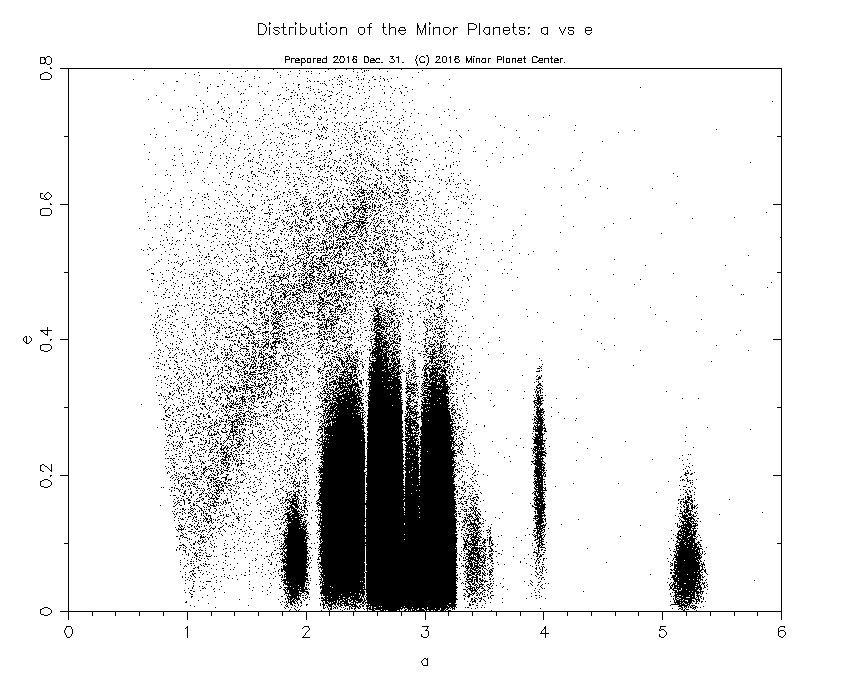 Distribution of the Minor Planets: a vs e
Prepared 2016 Dec. 31. (C) 2016 Minor Planet Center.
0.8
0.6
e
0.4
0.2
0
0 1 2 3 4 5 6
a